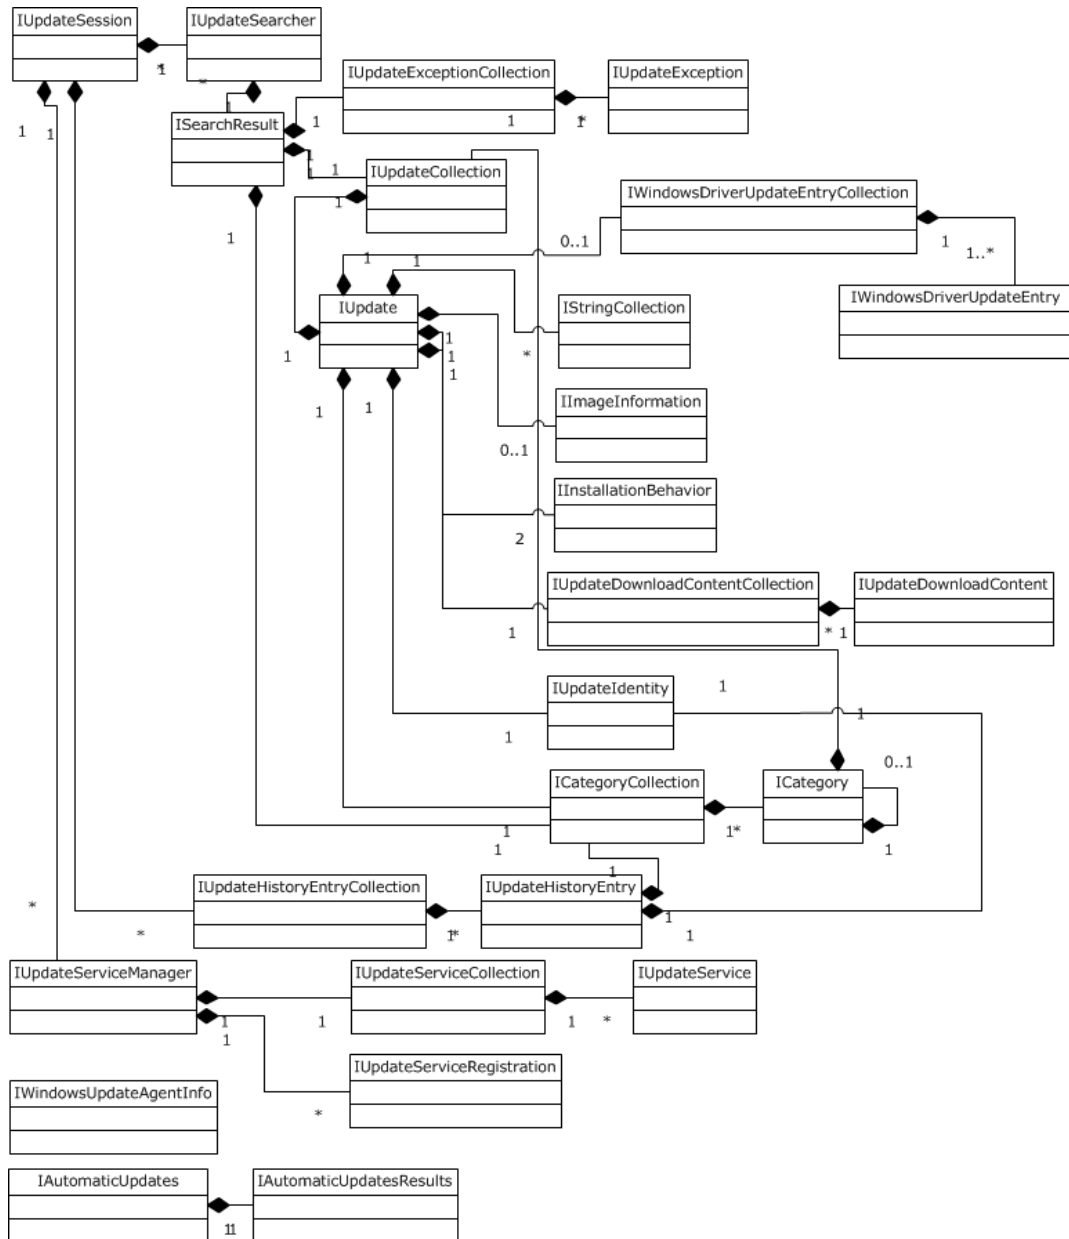 IUpdateSession
IUpdateSearcher
1
*
*
1
IUpdateExceptionCollection
IUpdateException
1
1
1
1
*
ISearchResult
1
1
1
IUpdateCollection
1
1
IWindowsDriverUpdateEntryCollection
1
1..*
0..1
1
1
IWindowsDriverUpdateEntry
IUpdate
IStringCollection
1
1
1
1
*
1
1
IImageInformation
0..1
IInstallationBehavior
2
IUpdateDownloadContentCollection
IUpdateDownloadContent
1
*
1
IUpdateIdentity
1
1
1
ICategoryCollection
ICategory
0..1
1
1*
1
1
1
IUpdateHistoryEntryCollection
IUpdateHistoryEntry
*
*
1
*
1
1
IUpdateServiceManager
IUpdateServiceCollection
IUpdateService
1
1
1
*
1
IUpdateServiceRegistration
*
IWindowsUpdateAgentInfo
IAutomaticUpdates
IAutomaticUpdatesResults
1
1